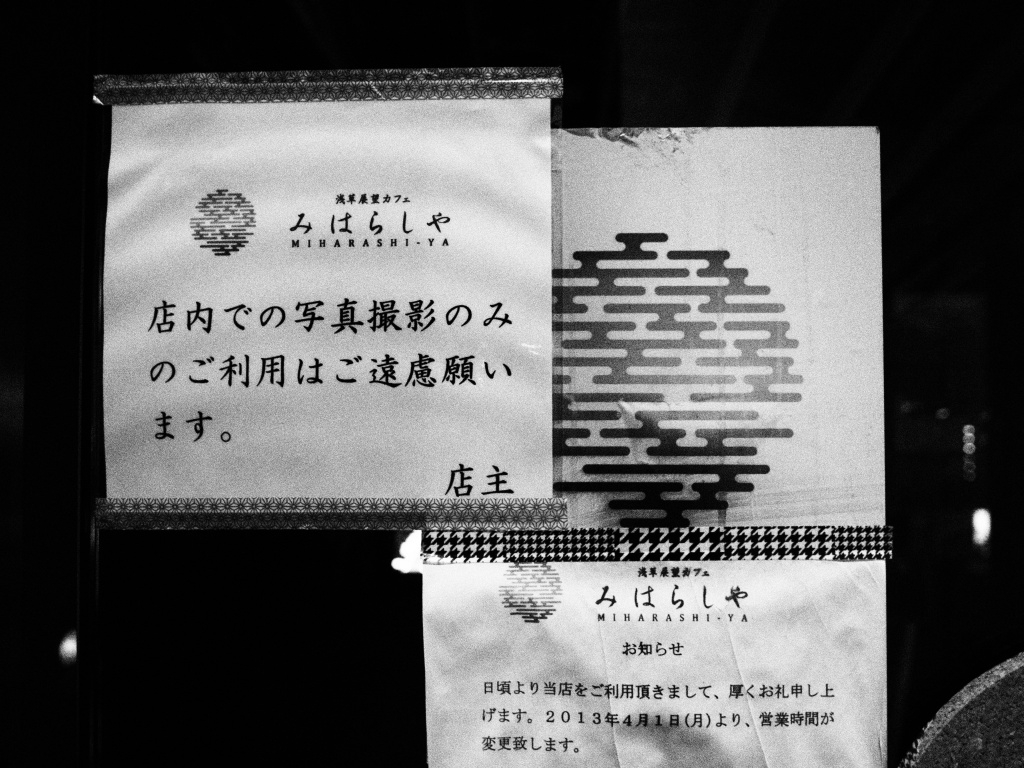 浅草展望カフェ
みはらしや
MIHARASHI-YA
店内での写真撮影のみ
のご利用はご遠慮願い
ます。
店主
浅草展望カフェ
みはらしや
MIHARASHI-YA
お知らせ
日頃より当店をご利用頂きまして、厚くお礼申し上
げます。２０１３年４月１日(月)より、営業時間が
変更致します。